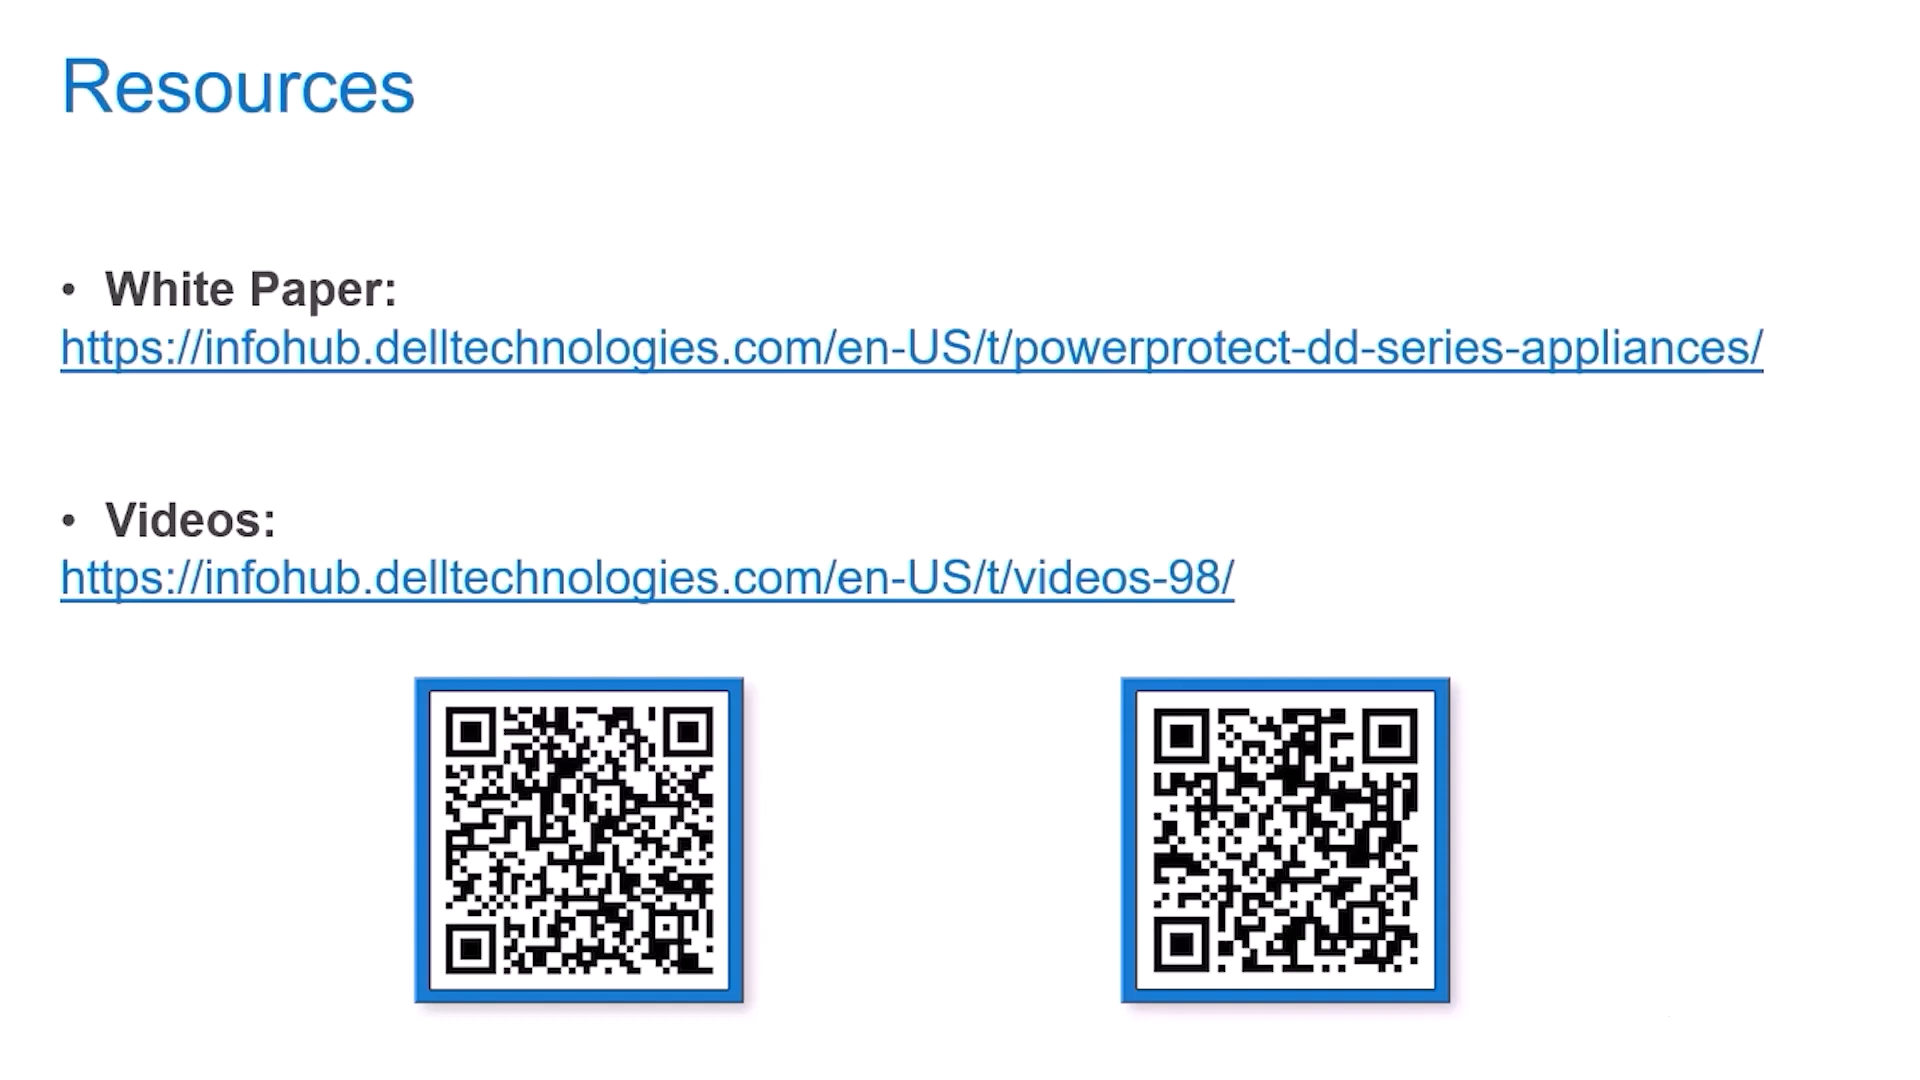 Resources
• White Paper:
https://infohub.delltechnologies.com/en-US/t/powerprotect-dd-series-appliances/
• Videos:
https://infohub.delltechnologies.com/en-US/t/videos-98/